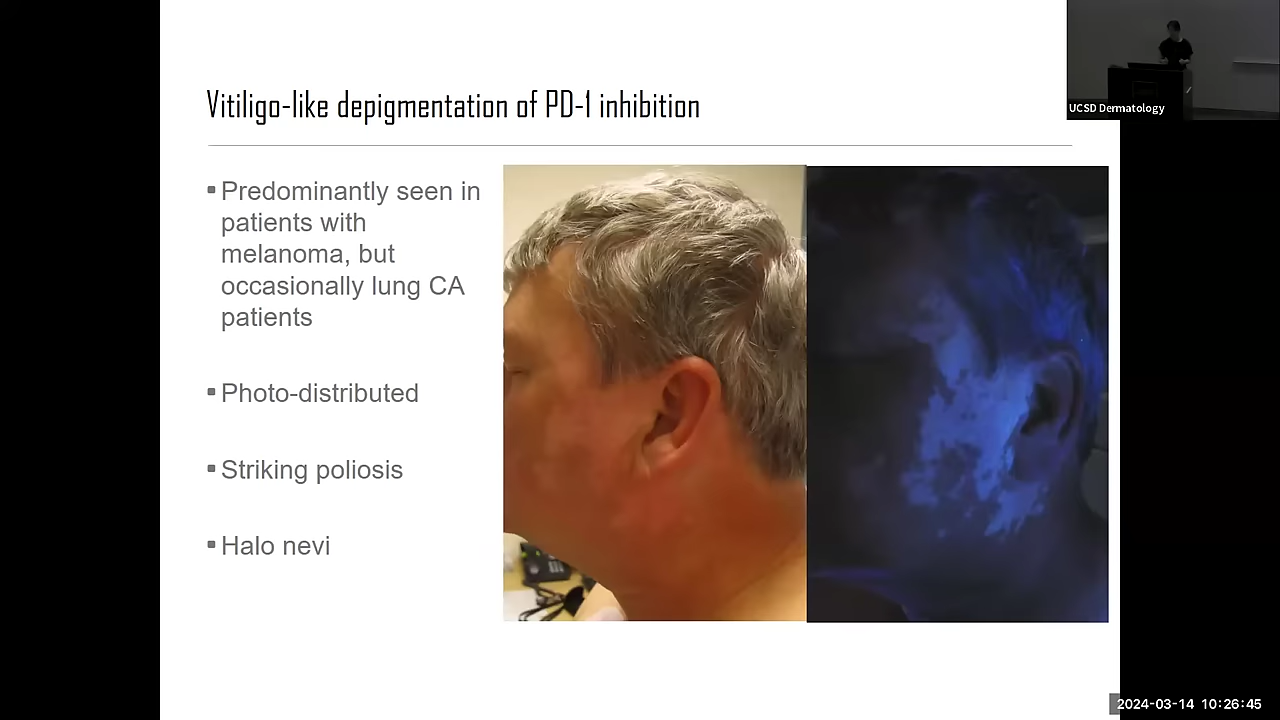 Vitiligo-like depigmentation of PD-1 inhibition
▪ Predominantly seen in
patients with
melanoma, but
occasionally lung CA
patients
▪ Photo-distributed
▪ Striking poliosis
▪ Halo nevi
UCSD Dermatology
2024-03-14 10:26:45